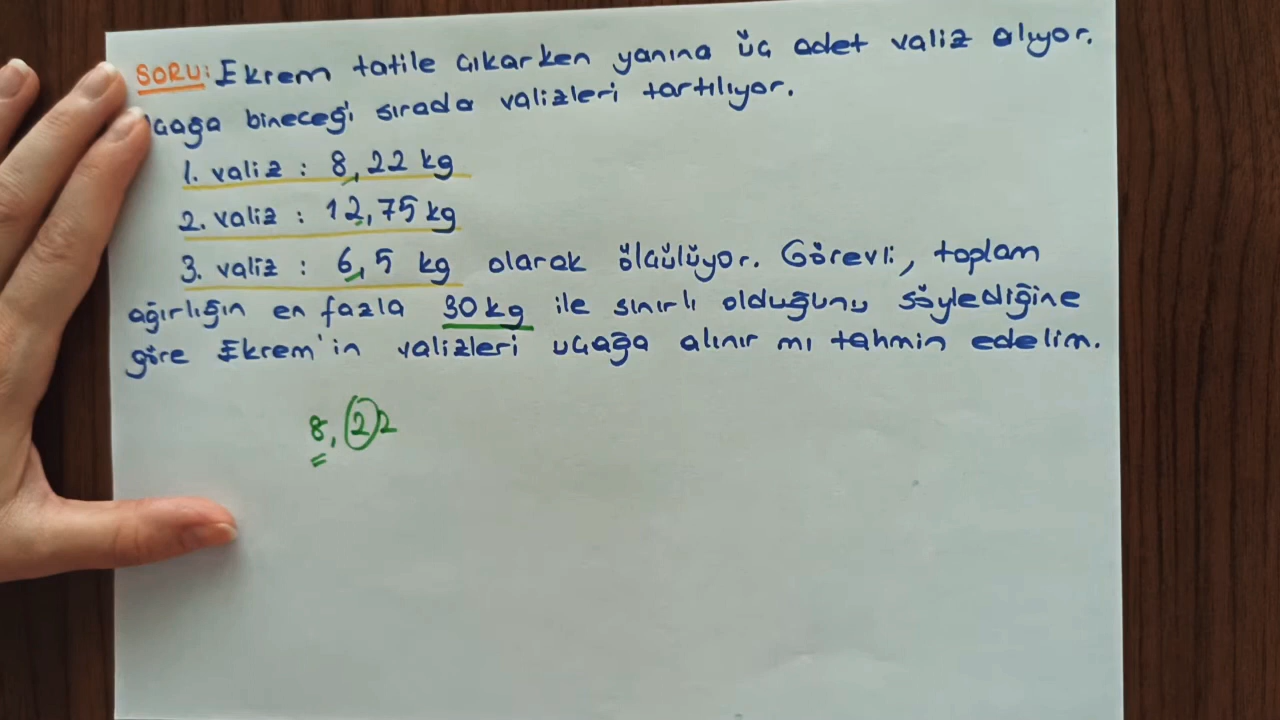 SORU: Ekrem tatile çıkarken yanına üç adet valiz alıyor.
uçağa bineceği sırada valizleri tartılıyor.
1. valiz : 8,22 kg
2. valiz : 12,75 kg
3. valiz : 6,5 kg olarak ölçülüyor. Görevli, toplam
ağırlığın en fazla 30 kg ile sınırlı olduğunu söylediğine
göre Ekrem'in valizleri uçağa alınır mı tahmin edelim.
8,22